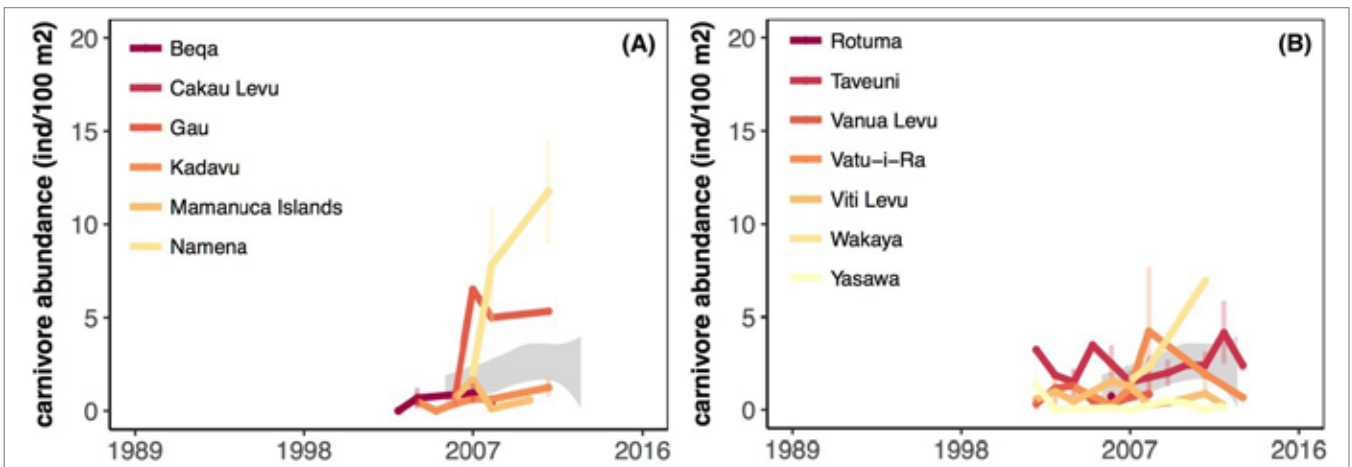 carnivore abundance (ind/100 m2)
20
15
10
5
0
1989
1998
2007
2016
(A)
Beqa
Cakau Levu
Gau
Kadavu
Mamanuca Islands
Namena
carnivore abundance (ind/100 m2)
20
15
10
5
0
1989
1998
2007
2016
(B)
Rotuma
Taveuni
Vanua Levu
Vatu-i-Ra
Viti Levu
Wakaya
Yasawa